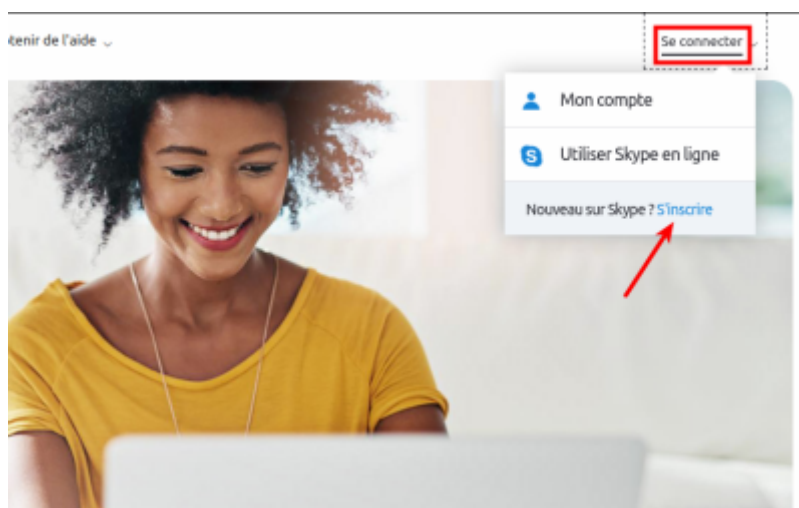 tenir de l'aide
Se connecter
Mon compte
S
Utiliser Skype en ligne
Nouveau sur Skype ? S'inscrire